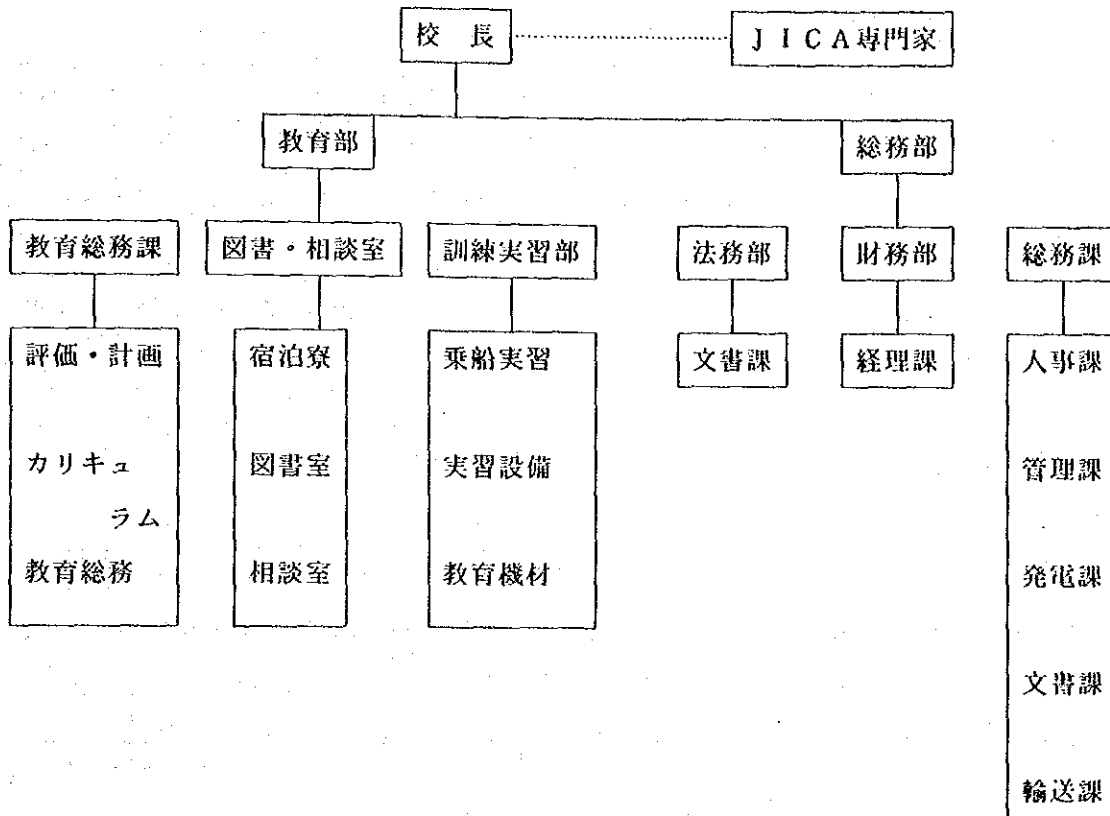 校 長 JICA専門家
教育部 総務部
教育総務課 図書・相談室 訓練実習部 法務部 財務部 総務課
評価・計画 宿泊寮 乗船実習 文書課 経理課 人事課
カリキュ 図書室 実習設備 管理課
ラム
教育総務 相談室 教育機材 発電課
文書課
輸送課